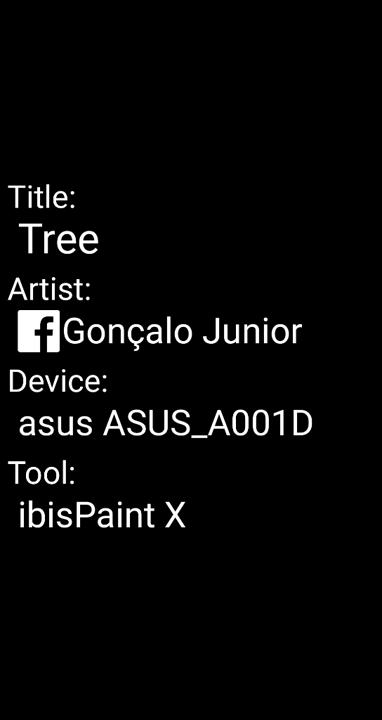 Title:
Tree
Artist:
Gonçalo Junior
Device:
asus ASUS_A001D
Tool:
ibisPaint X